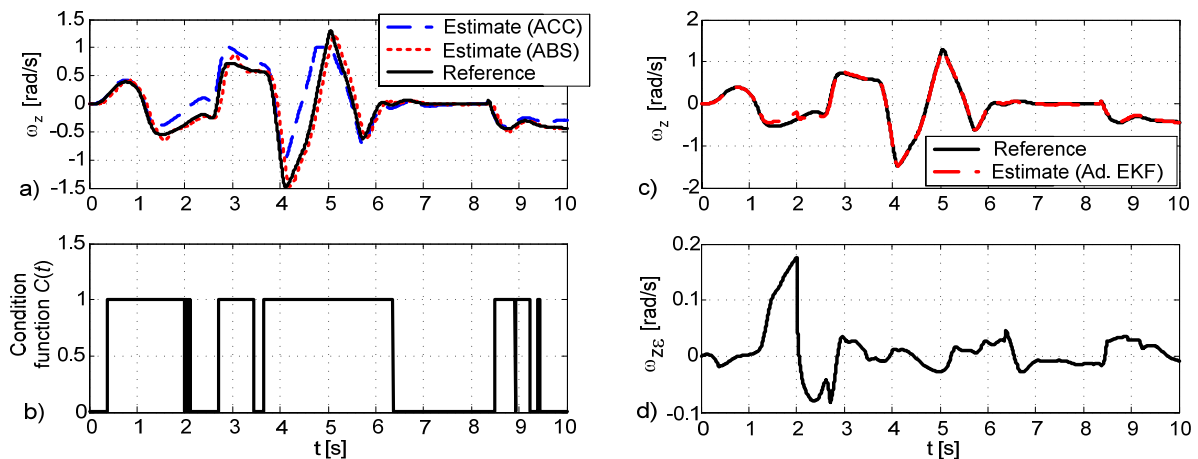 1.5
1
0.5
0
-0.5
-1
-1.5
ω_z [rad/s]
Estimate (ACC)
Estimate (ABS)
Reference
a)
0 1 2 3 4 5 6 7 8 9 10
2
1
0
-1
-2
ω_z [rad/s]
Reference
Estimate (Ad. EKF)
c)
0 1 2 3 4 5 6 7 8 9 10
1.5
1
0.5
0
Condition
function C(t)
b)
0 1 2 3 4 5 6 7 8 9 10
t [s]
0.2
0.1
0
-0.1
ω_zε [rad/s]
d)
0 1 2 3 4 5 6 7 8 9 10
t [s]